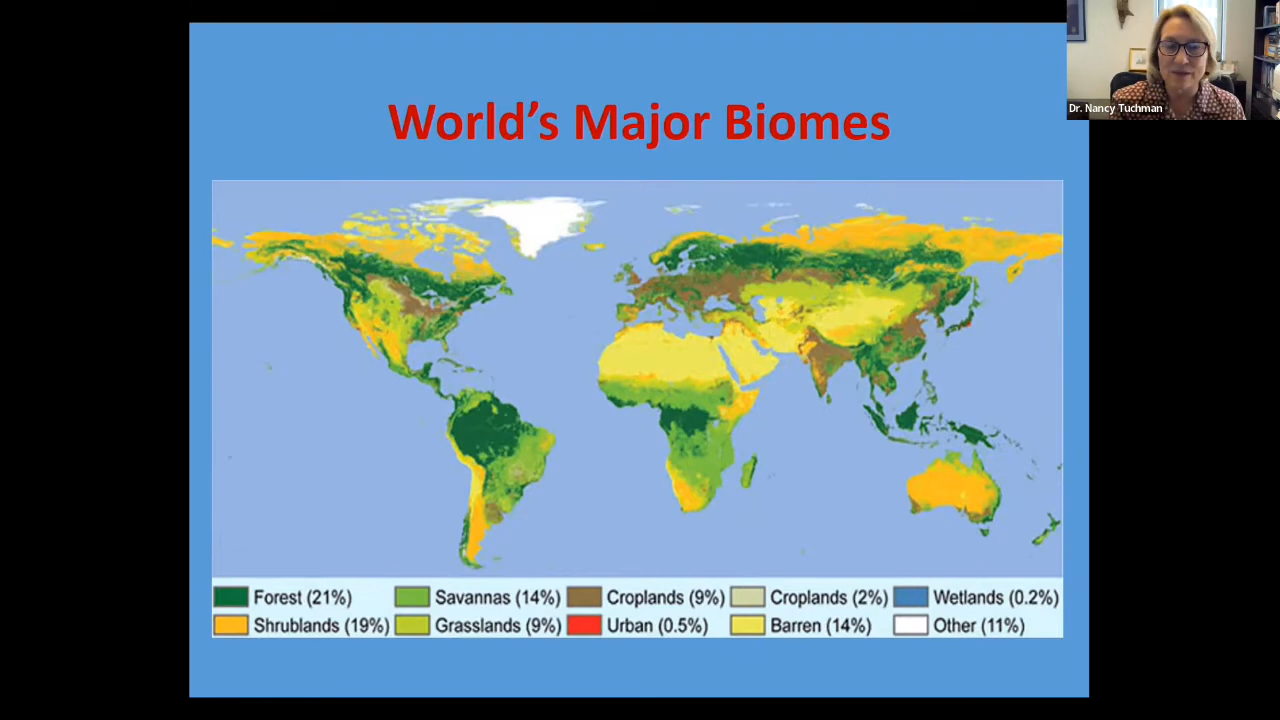 World's Major Biomes
Dr. Nancy Tuchman
Forest (21%) Savannas (14%) Croplands (9%) Croplands (2%) Wetlands (0.2%)
Shrublands (19%) Grasslands (9%) Urban (0.5%) Barren (14%) Other (11%)